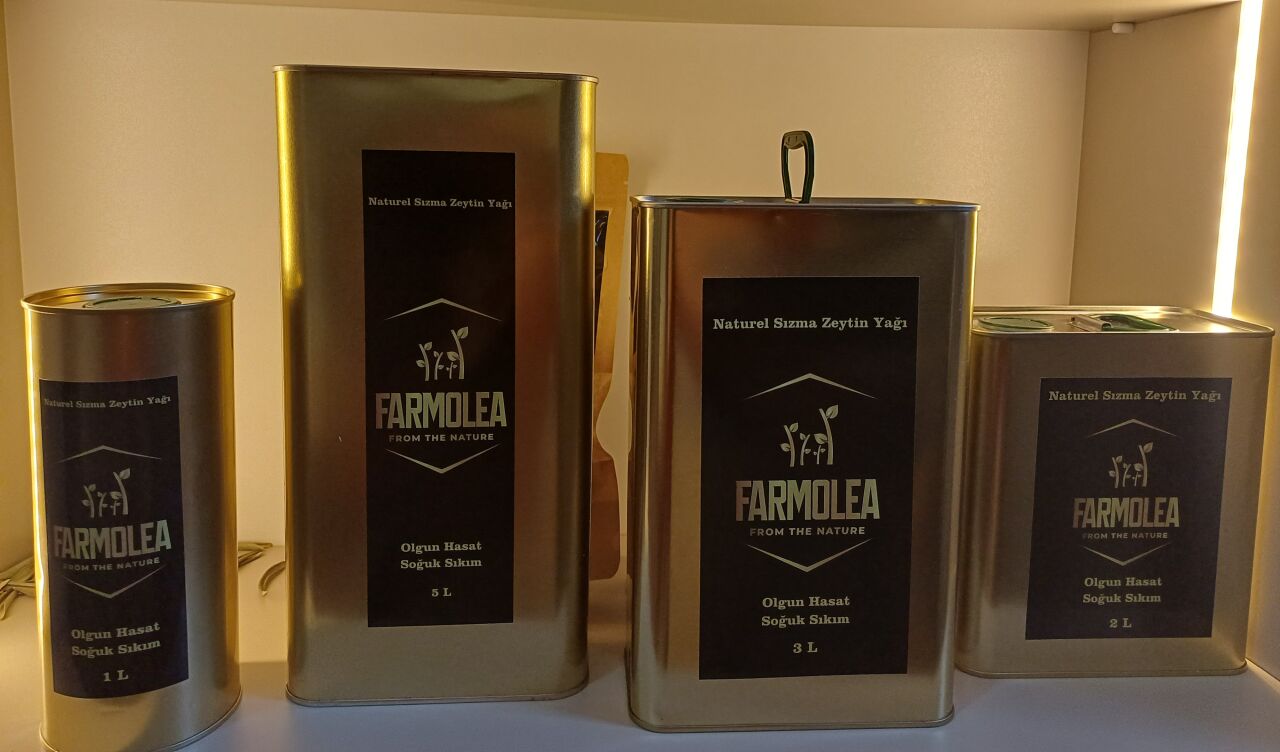 Naturel Sızma Zeytin Yağı
FARMOLEA
FROM THE NATURE
Olgun Hasat
Soğuk Sıkım
1 L
Naturel Sızma Zeytin Yağı
FARMOLEA
FROM THE NATURE
Olgun Hasat
Soğuk Sıkım
5 L
Naturel Sızma Zeytin Yağı
FARMOLEA
FROM THE NATURE
Olgun Hasat
Soğuk Sıkım
3 L
Naturel Sızma Zeytin Yağı
FARMOLEA
FROM THE NATURE
Olgun Hasat
Soğuk Sıkım
2 L